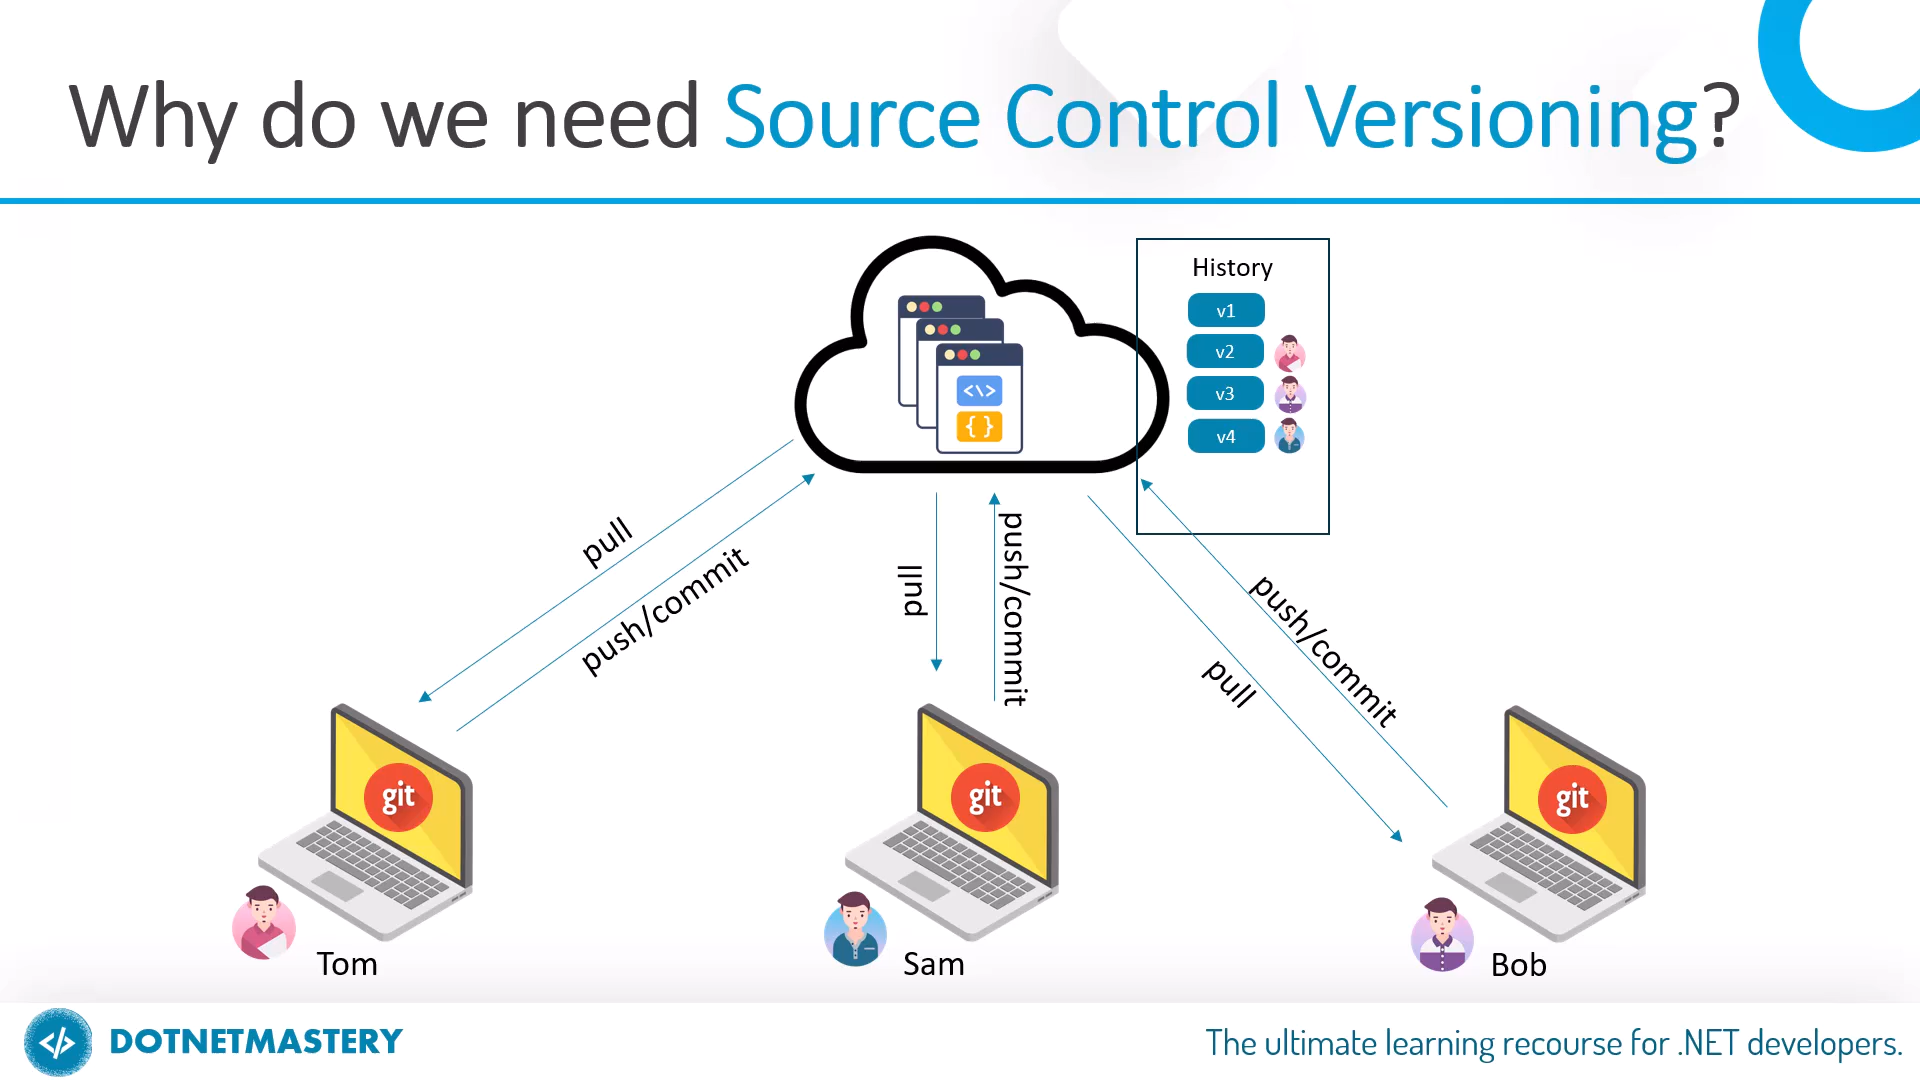 Why do we need Source Control Versioning?
History
v1
v2
v3
v4
<\>
{ }
pull
push/commit
pull
push/commit
pull
push/commit
git
git
git
Tom
Sam
Bob
</>
DOTNETMASTERY
The ultimate learning recourse for .NET developers.